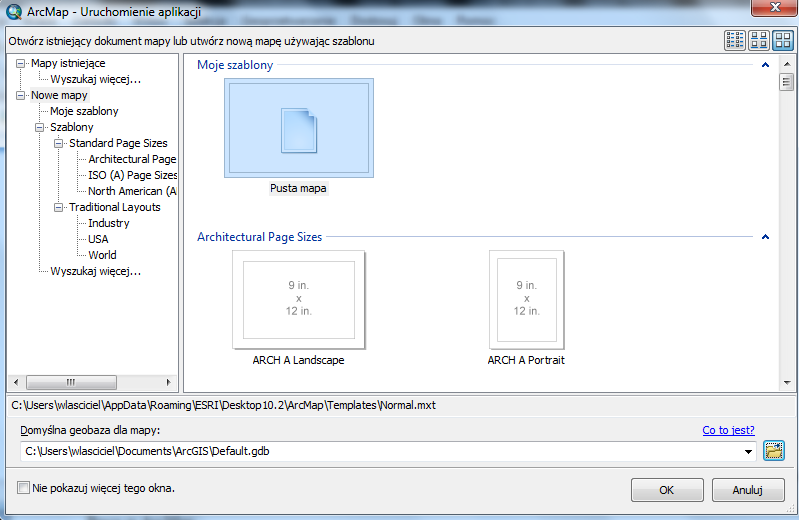 ArcMap - Uruchomienie aplikacji
Otwórz istniejący dokument mapy lub utwórz nową mapę używając szablonu
Mapy istniejące
Wyszukaj więcej...
Nowe mapy
Moje szablony
Szablony
Standard Page Sizes
Architectural Page
ISO (A) Page Sizes
North American (A
Traditional Layouts
Industry
USA
World
Wyszukaj więcej...
Moje szablony
Pusta mapa
Architectural Page Sizes
9 in.
x
12 in.
ARCH A Landscape
9 in.
x
12 in.
ARCH A Portrait
C:\Users\wlasciciel\AppData\Roaming\ESRI\Desktop10.2\ArcMap\Templates\Normal.mxt
Domyślna geobaza dla mapy:
Co to jest?
C:\Users\wlasciciel\Documents\ArcGIS\Default.gdb
Nie pokazuj więcej tego okna.
OK
Anuluj